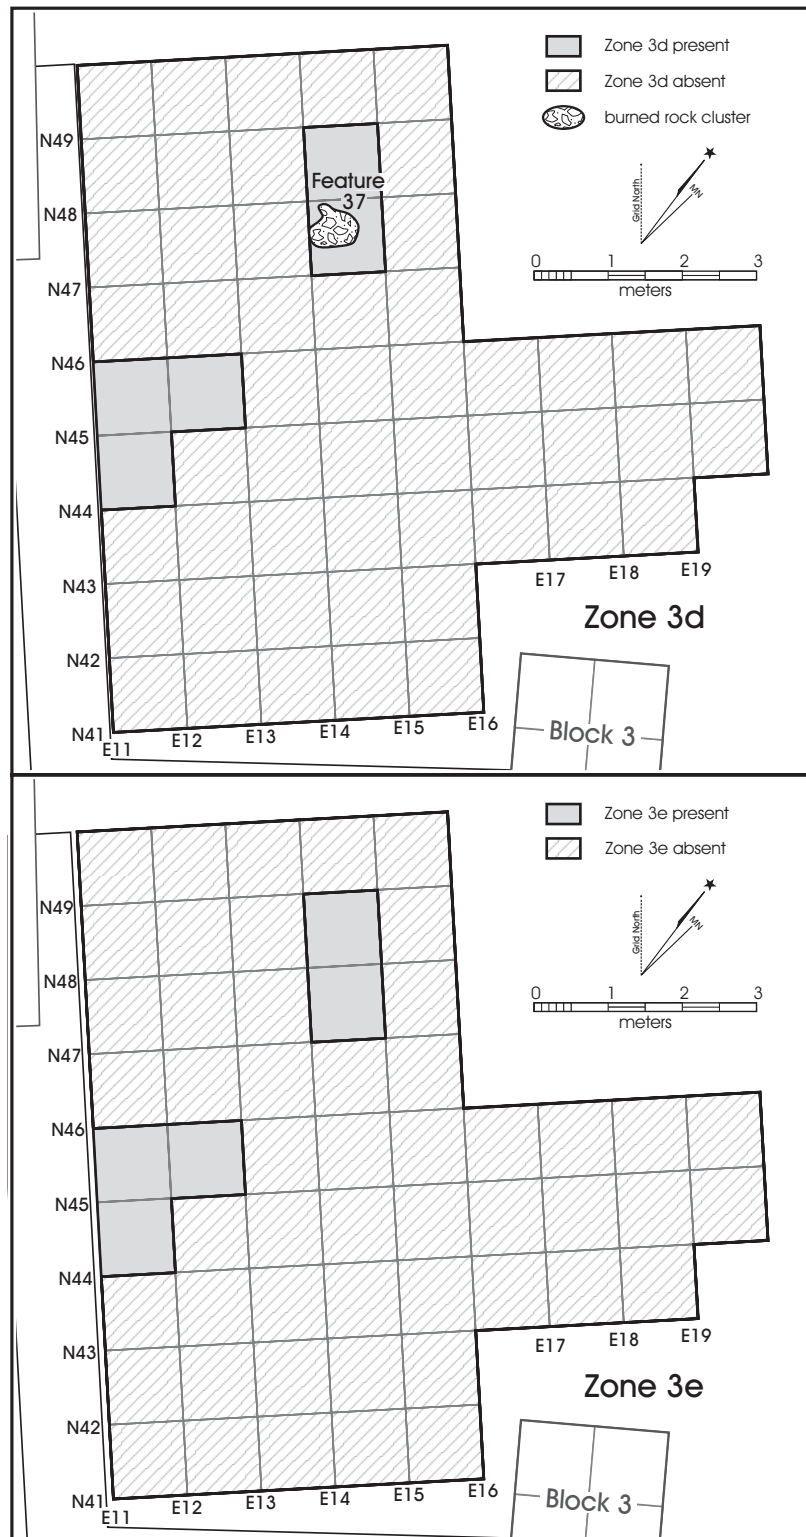 Zone 3d present
Zone 3d absent
burned rock cluster
N49
Feature
37
N48
Grid North
MN
N47
0 1 2 3
meters
N46
N45
N44
N43
E17 E18 E19
Zone 3d
N42
N41
E11 E12 E13 E14 E15 E16
Block 3
Zone 3e present
Zone 3e absent
N49
Grid North
MN
N48
0 1 2 3
meters
N47
N46
N45
N44
N43
E17 E18 E19
Zone 3e
N42
N41
E11 E12 E13 E14 E15 E16
Block 3